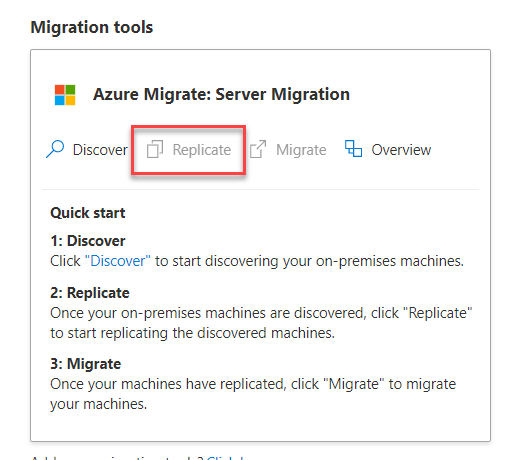 Migration tools
Azure Migrate: Server Migration
Discover Replicate Migrate Overview
Quick start
1: Discover
Click "Discover" to start discovering your on-premises machines.
2: Replicate
Once your on-premises machines are discovered, click "Replicate"
to start replicating the discovered machines.
3: Migrate
Once your machines have replicated, click "Migrate" to migrate
your machines.